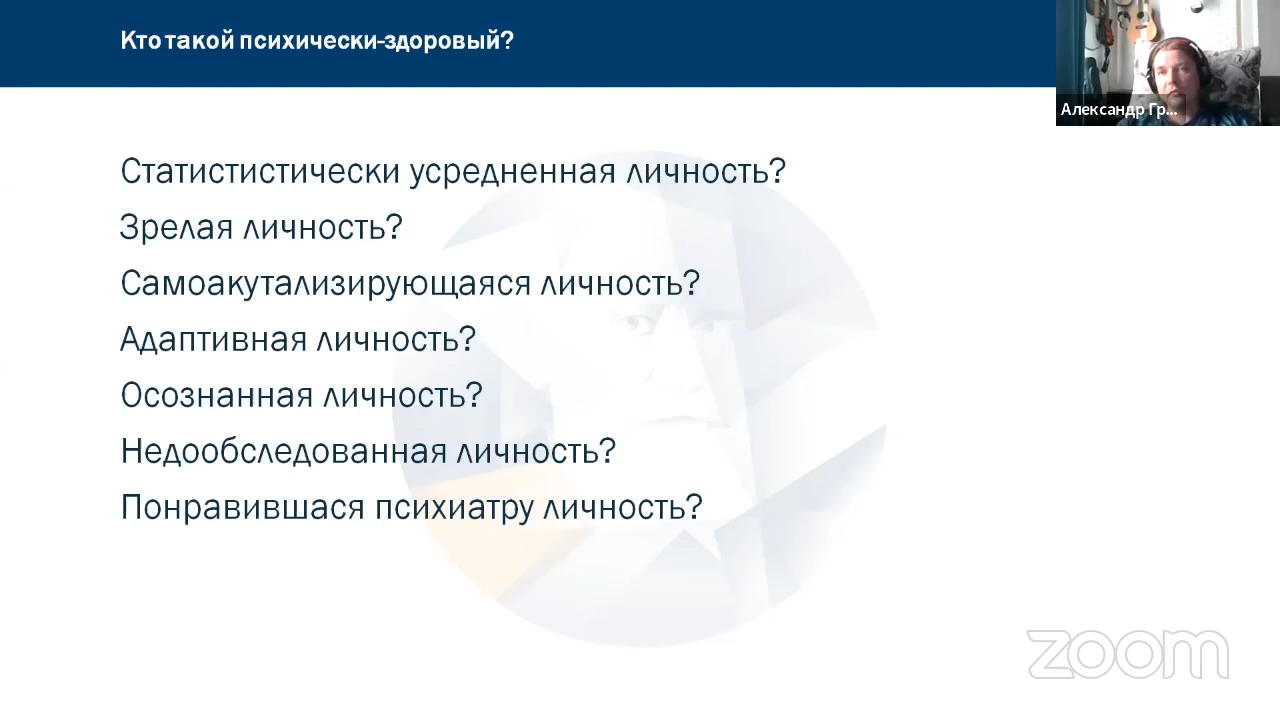 Кто такой психически-здоровый?
Александр Гр...
Статистистически усредненная личность?
Зрелая личность?
Самоакутализирующаяся личность?
Адаптивная личность?
Осознанная личность?
Недообследованная личность?
Понравившася психиатру личность?
zoom